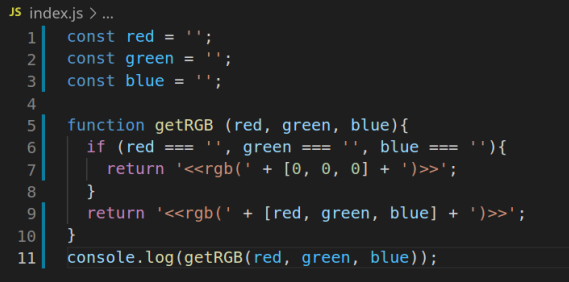 JS index.js > ...
1 const red = '';
2 const green = '';
3 const blue = '';
4
5 function getRGB (red, green, blue){
6   if (red === '', green === '', blue === ''){
7     return '<<rgb(' + [0, 0, 0] + ')>>';
8   }
9   return '<<rgb(' + [red, green, blue] + ')>>';
10 }
11 console.log(getRGB(red, green, blue));